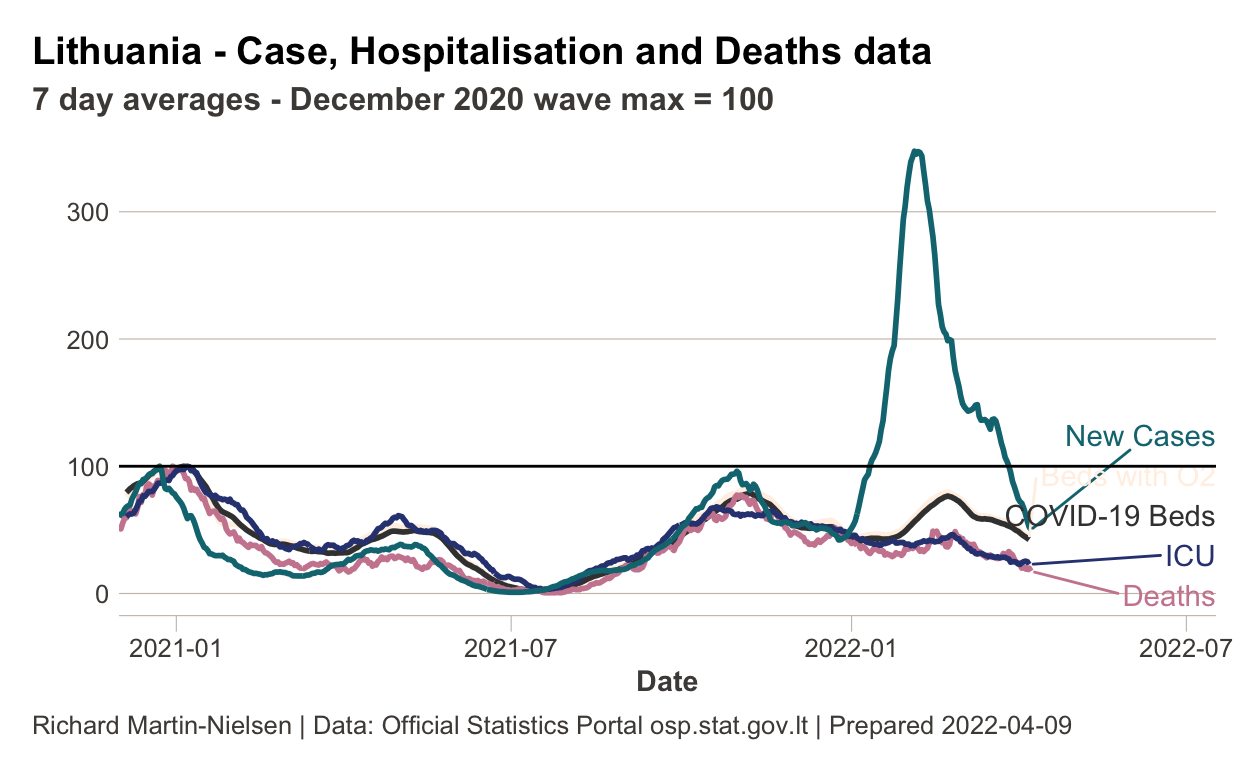 Lithuania - Case, Hospitalisation and Deaths data
7 day averages - December 2020 wave max = 100
300
200
100
0
New Cases
Beds with O2
COVID-19 Beds
ICU
Deaths
2021-01
2021-07
2022-01
2022-07
Date
Richard Martin-Nielsen | Data: Official Statistics Portal osp.stat.gov.lt | Prepared 2022-04-09